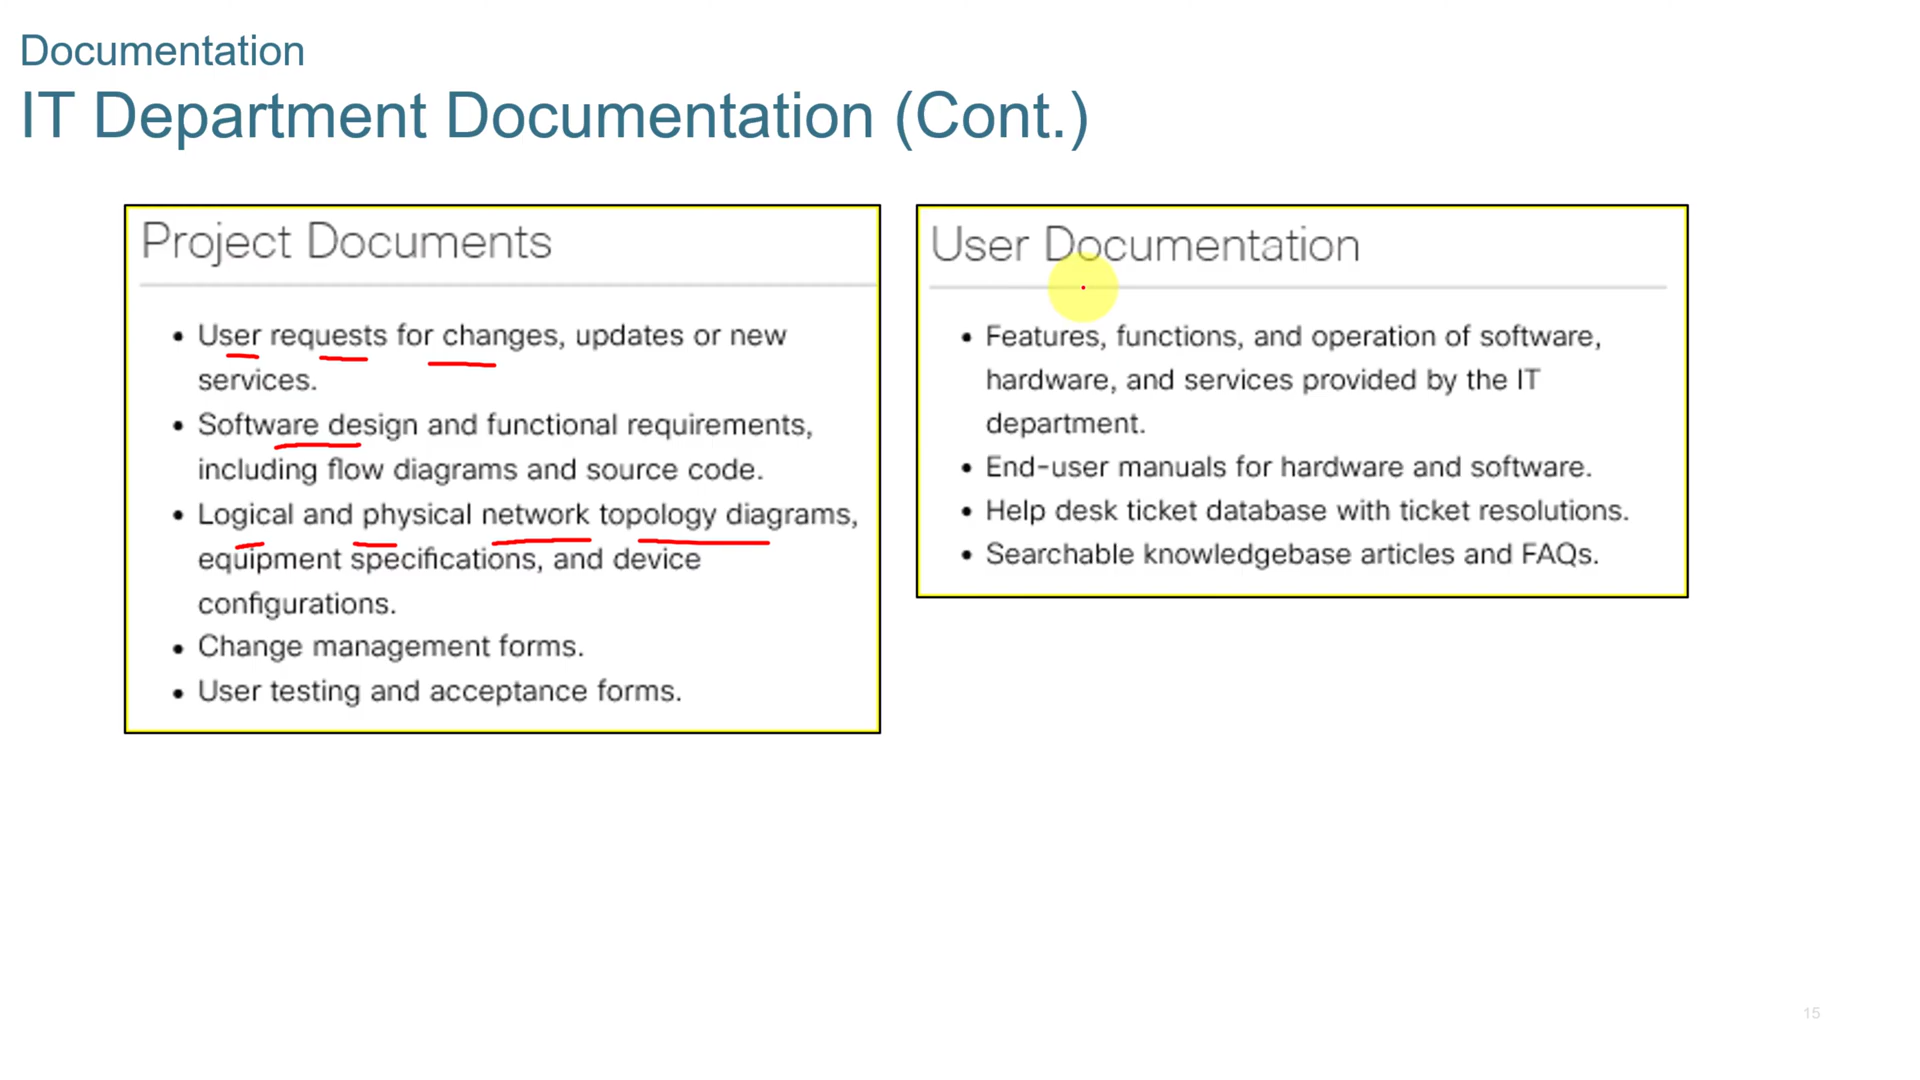 Documentation
IT Department Documentation (Cont.)
Project Documents
• User requests for changes, updates or new
services.
• Software design and functional requirements,
including flow diagrams and source code.
• Logical and physical network topology diagrams,
equipment specifications, and device
configurations.
• Change management forms.
• User testing and acceptance forms.
User Documentation
• Features, functions, and operation of software,
hardware, and services provided by the IT
department.
• End-user manuals for hardware and software.
• Help desk ticket database with ticket resolutions.
• Searchable knowledgebase articles and FAQs.
15